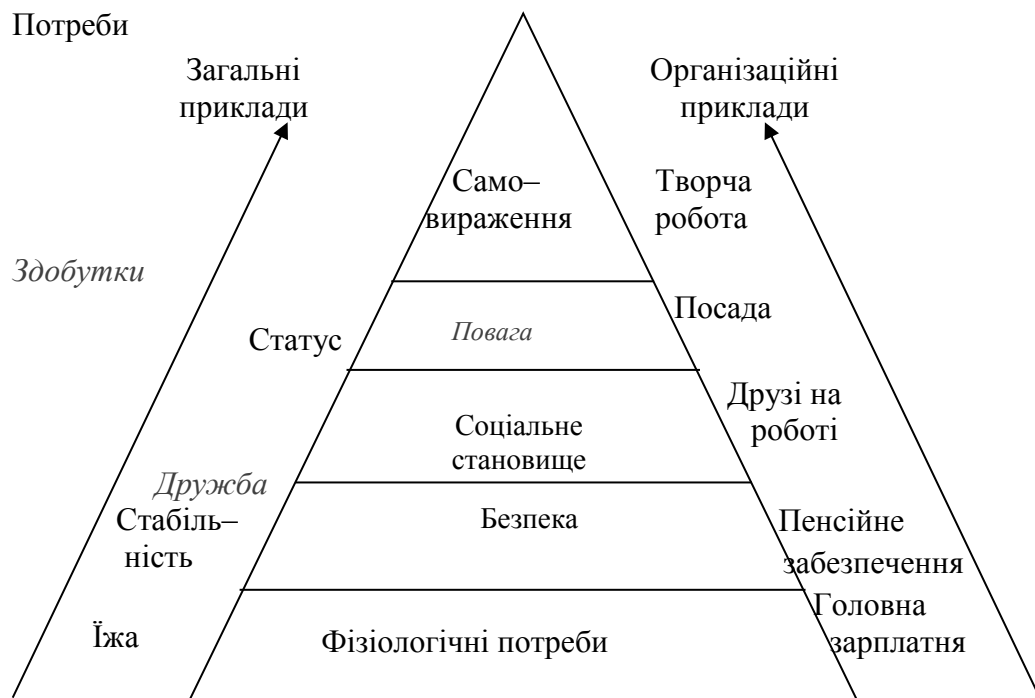 Потреби
Загальні
приклади
Організаційні
приклади
Само–
вираження
Творча
робота
Здобутки
Статус
Повага
Посада
Друзі на
роботі
Соціальне
становище
Дружба
Стабіль–
ність
Безпека
Пенсійне
забезпечення
Їжа
Фізіологічні потреби
Головна
зарплатня